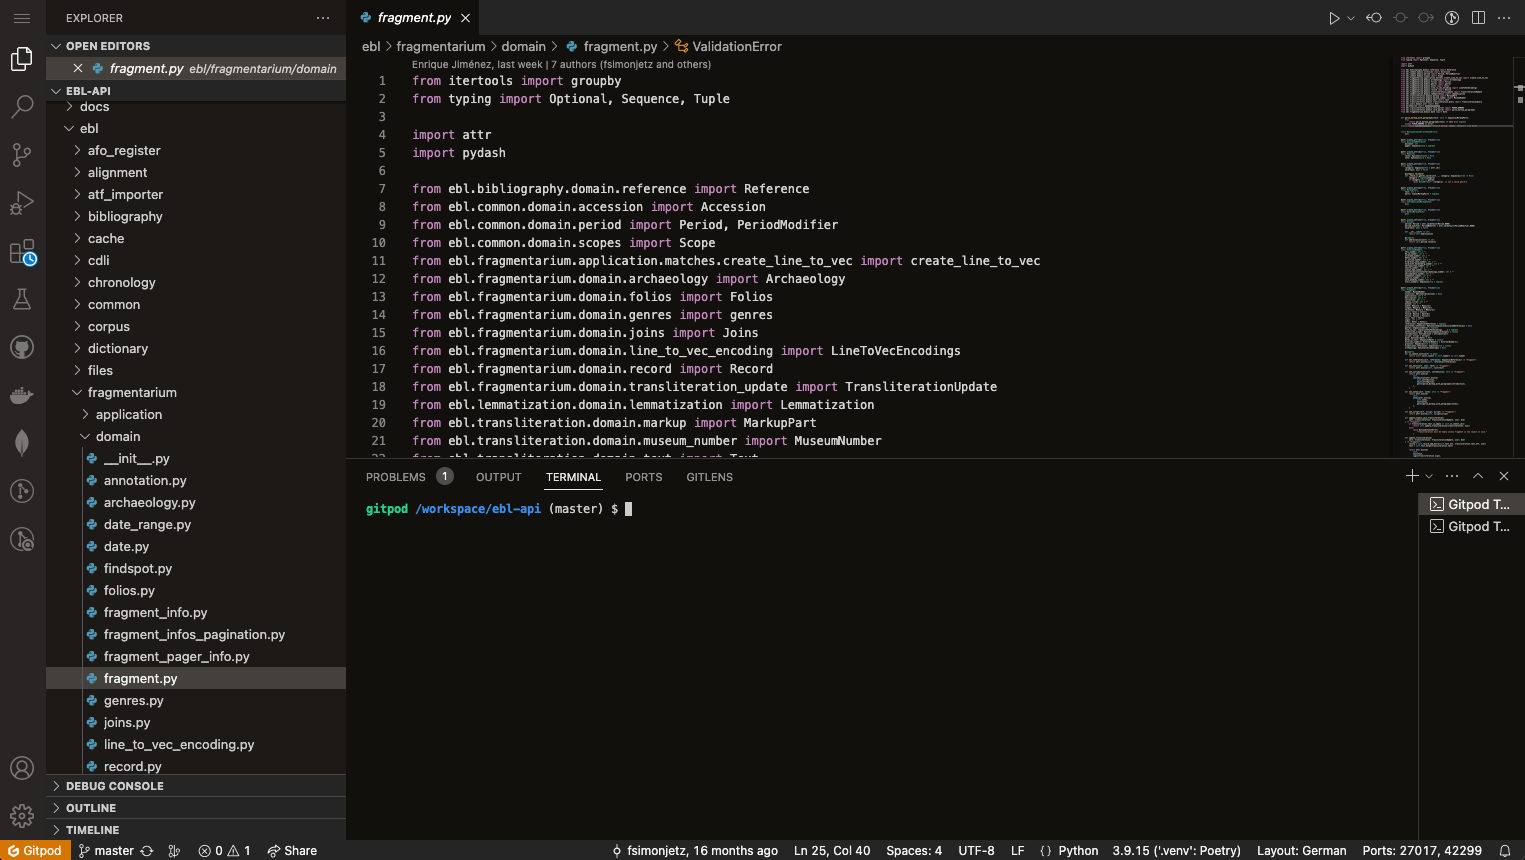 EXPLORER
OPEN EDITORS
fragment.py ebl/fragmentarium/domain
EBL-API
docs
ebl
afo_register
alignment
atf_importer
bibliography
cache
cdli
chronology
common
corpus
dictionary
files
fragmentarium
application
domain
__init__.py
annotation.py
archaeology.py
date_range.py
date.py
findspot.py
folios.py
fragment_info.py
fragment_infos_pagination.py
fragment_pager_info.py
fragment.py
genres.py
joins.py
line_to_vec_encoding.py
record.py
DEBUG CONSOLE
OUTLINE
TIMELINE
fragment.py
ebl > fragmentarium > domain > fragment.py > ValidationError
Enrique Jiménez, last week | 7 authors (fsimonjetz and others)
1 from itertools import groupby
2 from typing import Optional, Sequence, Tuple
3
4 import attr
5 import pydash
6
7 from ebl.bibliography.domain.reference import Reference
8 from ebl.common.domain.accession import Accession
9 from ebl.common.domain.period import Period, PeriodModifier
10 from ebl.common.domain.scopes import Scope
11 from ebl.fragmentarium.application.matches.create_line_to_vec import create_line_to_vec
12 from ebl.fragmentarium.domain.archaeology import Archaeology
13 from ebl.fragmentarium.domain.folios import Folios
14 from ebl.fragmentarium.domain.genres import genres
15 from ebl.fragmentarium.domain.joins import Joins
16 from ebl.fragmentarium.domain.line_to_vec_encoding import LineToVecEncodings
17 from ebl.fragmentarium.domain.record import Record
18 from ebl.fragmentarium.domain.transliteration_update import TransliterationUpdate
19 from ebl.lemmatization.domain.lemmatization import Lemmatization
20 from ebl.transliteration.domain.markup import MarkupPart
21 from ebl.transliteration.domain.museum_number import MuseumNumber
22 from ebl.transliteration.domain.text import Text
PROBLEMS 1 OUTPUT TERMINAL PORTS GITLENS
gitpod /workspace/ebl-api (master) $
Gitpod T...
Gitpod T...
Gitpod master 0 1 Share fsimonjetz, 16 months ago Ln 25, Col 40 Spaces: 4 UTF-8 LF Python 3.9.15 ('.venv': Poetry) Layout: German Ports: 27017, 42299